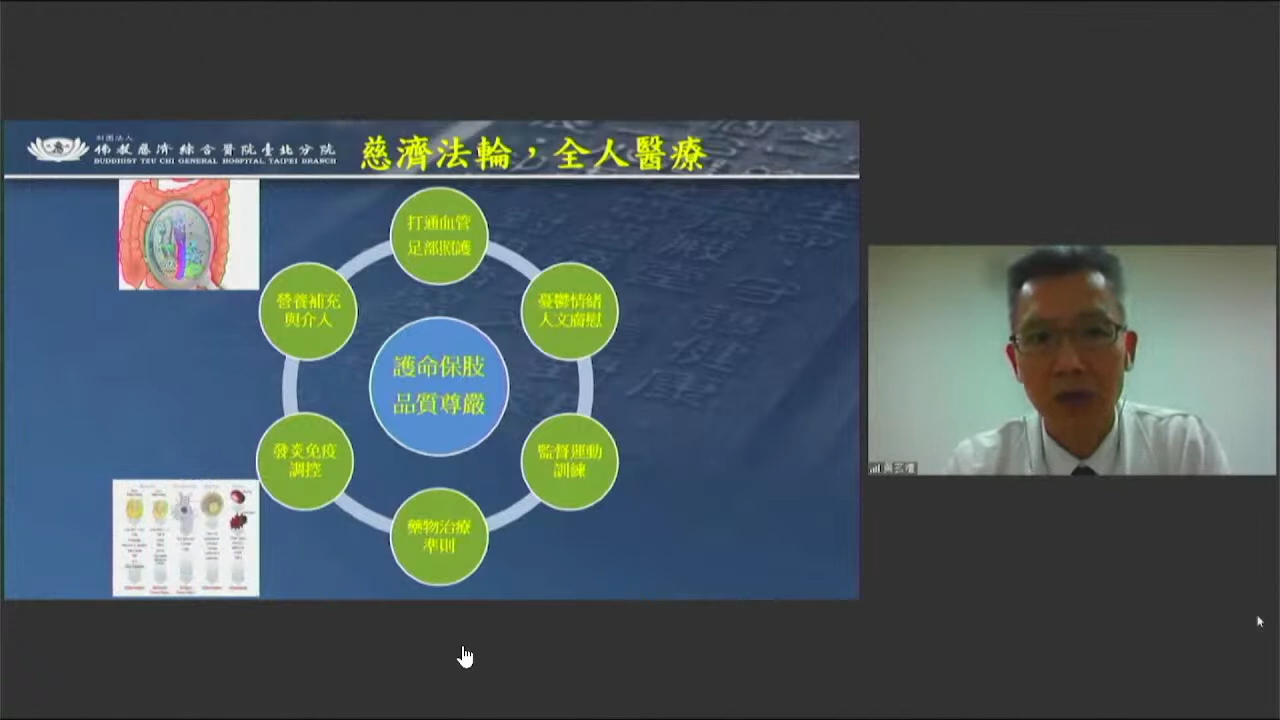 財團法人
佛教慈濟綜合醫院臺北分院
BUDDHIST TZU CHI GENERAL HOSPITAL, TAIPEI BRANCH
慈濟法輪，全人醫療
打通血管
足部照護
營養補充
與介入
憂鬱情緒
人文膚慰
護命保肢
品質尊嚴
發炎免疫
調控
監督運動
訓練
藥物治療
準則